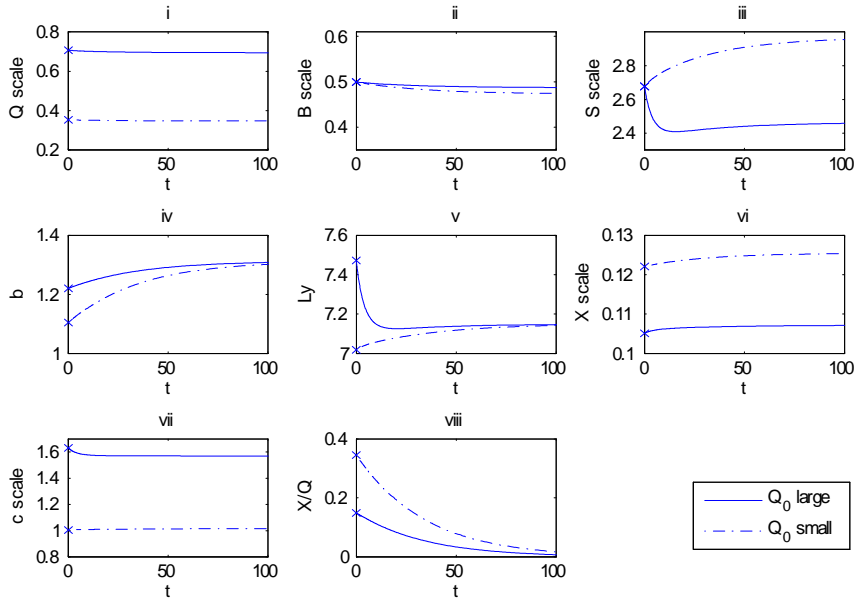 i
0.8
0.6
0.4
0.2
Q scale
0
50
100
t
ii
0.6
0.5
0.4
B scale
0
50
100
t
iii
2.8
2.6
2.4
S scale
0
50
100
t
iv
1.4
1.2
1
b
0
50
100
t
v
7.6
7.4
7.2
7
Ly
0
50
100
t
vi
0.13
0.12
0.11
0.1
X scale
0
50
100
t
vii
1.6
1.4
1.2
1
0.8
c scale
0
50
100
t
viii
0.4
0.2
0
X/Q
0
50
100
t
Q0 large
Q0 small